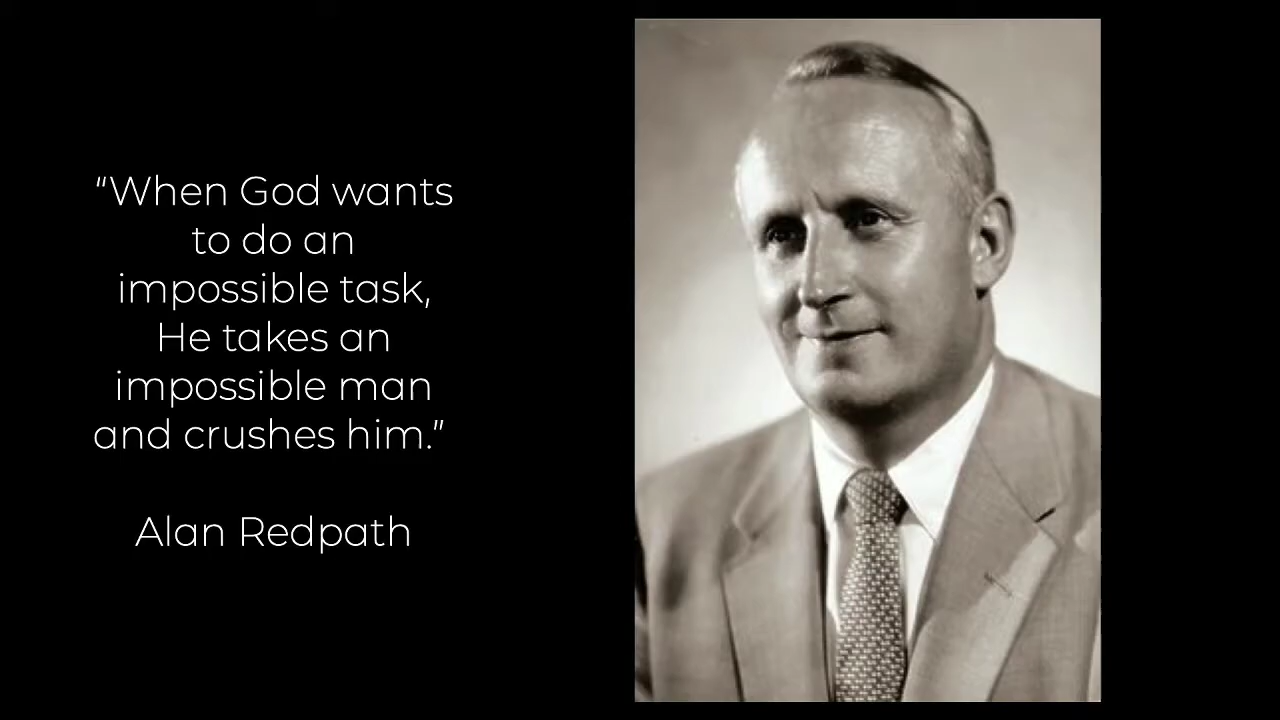 “When God wants
to do an
impossible task,
He takes an
impossible man
and crushes him.”
Alan Redpath